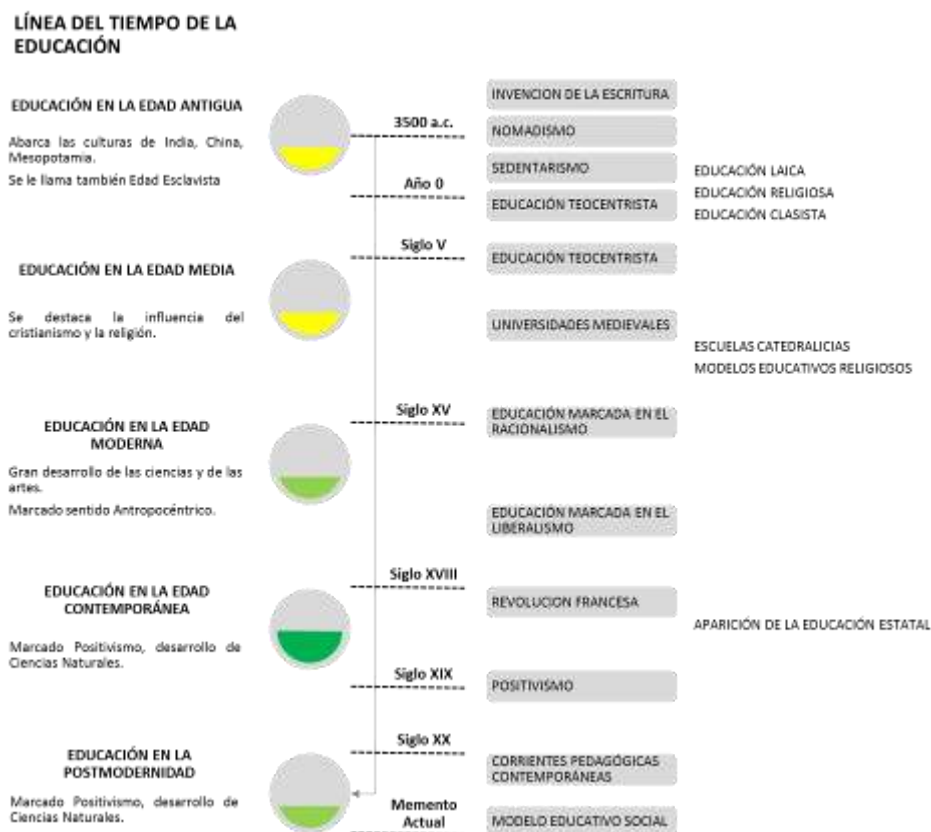 LÍNEA DEL TIEMPO DE LA
EDUCACIÓN
EDUCACIÓN EN LA EDAD ANTIGUA
Abarca las culturas de India, China,
Mesopotamia.
Se le llama también Edad Esclavista
3500 a.c.
Año 0
INVENCION DE LA ESCRITURA
NOMADISMO
SEDENTARISMO
EDUCACIÓN TEOCENTRISTA
EDUCACIÓN LAICA
EDUCACIÓN RELIGIOSA
EDUCACIÓN CLASISTA
EDUCACIÓN EN LA EDAD MEDIA
Se destaca la influencia del
cristianismo y la religión.
Siglo V
EDUCACIÓN TEOCENTRISTA
UNIVERSIDADES MEDIEVALES
ESCUELAS CATEDRALICIAS
MODELOS EDUCATIVOS RELIGIOSOS
EDUCACIÓN EN LA EDAD
MODERNA
Gran desarrollo de las ciencias y de las
artes.
Marcado sentido Antropocéntrico.
Siglo XV
EDUCACIÓN MARCADA EN EL
RACIONALISMO
EDUCACIÓN MARCADA EN EL
LIBERALISMO
EDUCACIÓN EN LA EDAD
CONTEMPORÁNEA
Marcado Positivismo, desarrollo de
Ciencias Naturales.
Siglo XVIII
REVOLUCION FRANCESA
APARICIÓN DE LA EDUCACIÓN ESTATAL
Siglo XIX
POSITIVISMO
EDUCACIÓN EN LA
POSTMODERNIDAD
Marcado Positivismo, desarrollo de
Ciencias Naturales.
Siglo XX
CORRIENTES PEDAGÓGICAS
CONTEMPORÁNEAS
Memento
Actual
MODELO EDUCATIVO SOCIAL